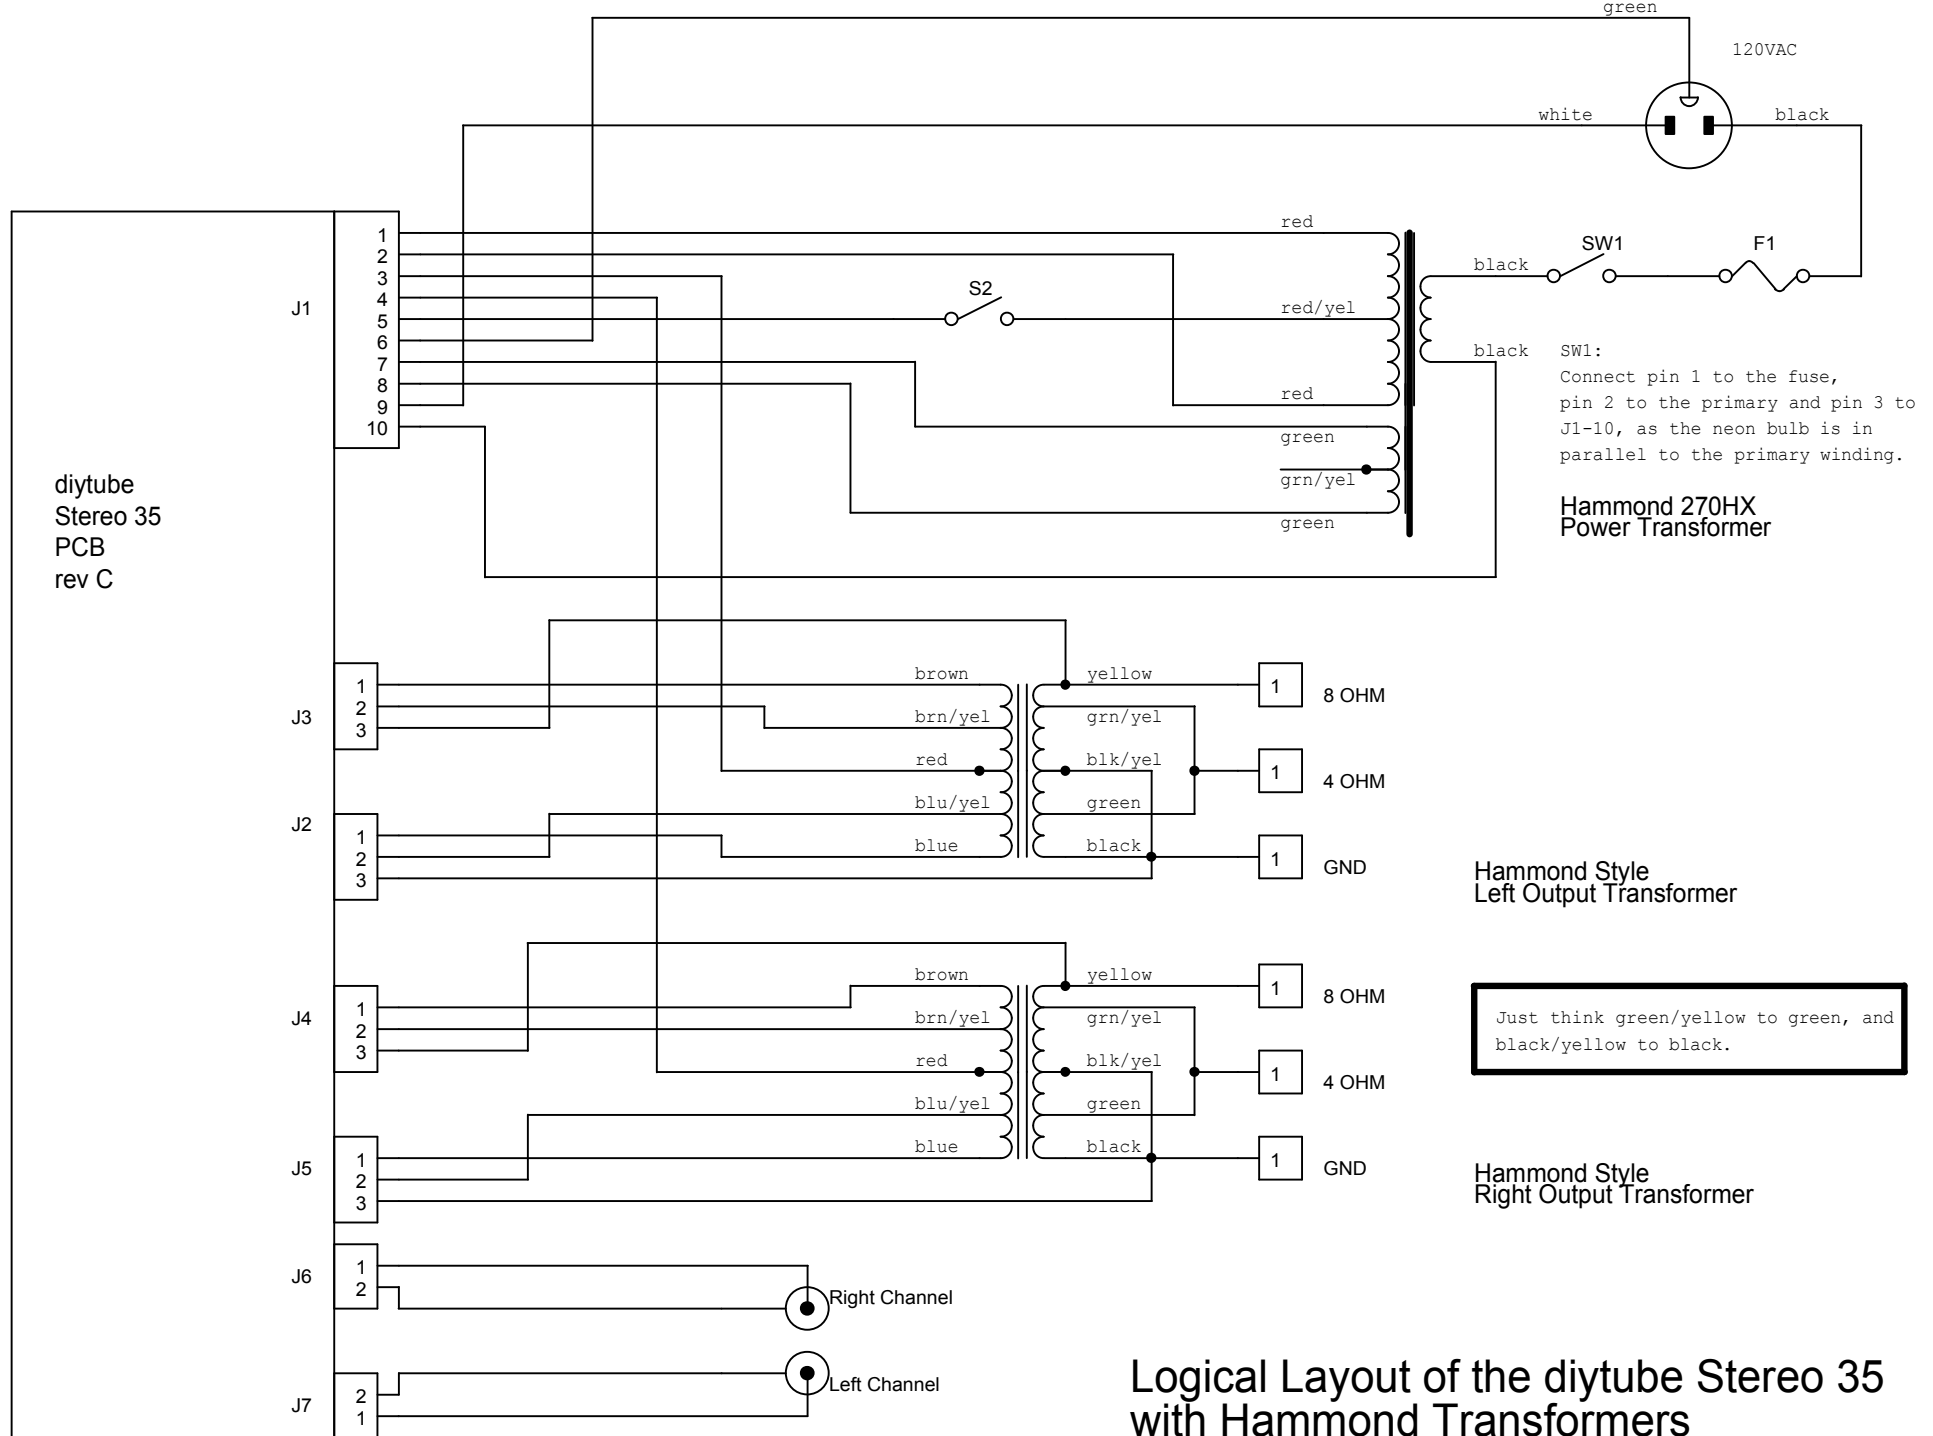 green
120VAC
white
black
1
2
3
4
5
6
7
8
9
10
J1
red
S2
red/yel
red
green
grn/yel
green
black
SW1
F1
black
SW1:
Connect pin 1 to the fuse,
pin 2 to the primary and pin 3 to
J1-10, as the neon bulb is in
parallel to the primary winding.
Hammond 270HX
Power Transformer
diytube
Stereo 35
PCB
rev C
J3
1
2
3
brown
brn/yel
red
blu/yel
blue
yellow
grn/yel
blk/yel
green
black
1
8 OHM
1
4 OHM
1
GND
J2
1
2
3
Hammond Style
Left Output Transformer
J4
1
2
3
brown
brn/yel
red
blu/yel
blue
yellow
grn/yel
blk/yel
green
black
1
8 OHM
1
4 OHM
1
GND
Just think green/yellow to green, and
black/yellow to black.
J5
1
2
3
Hammond Style
Right Output Transformer
J6
1
2
Right Channel
J7
2
1
Left Channel
Logical Layout of the diytube Stereo 35
with Hammond Transformers